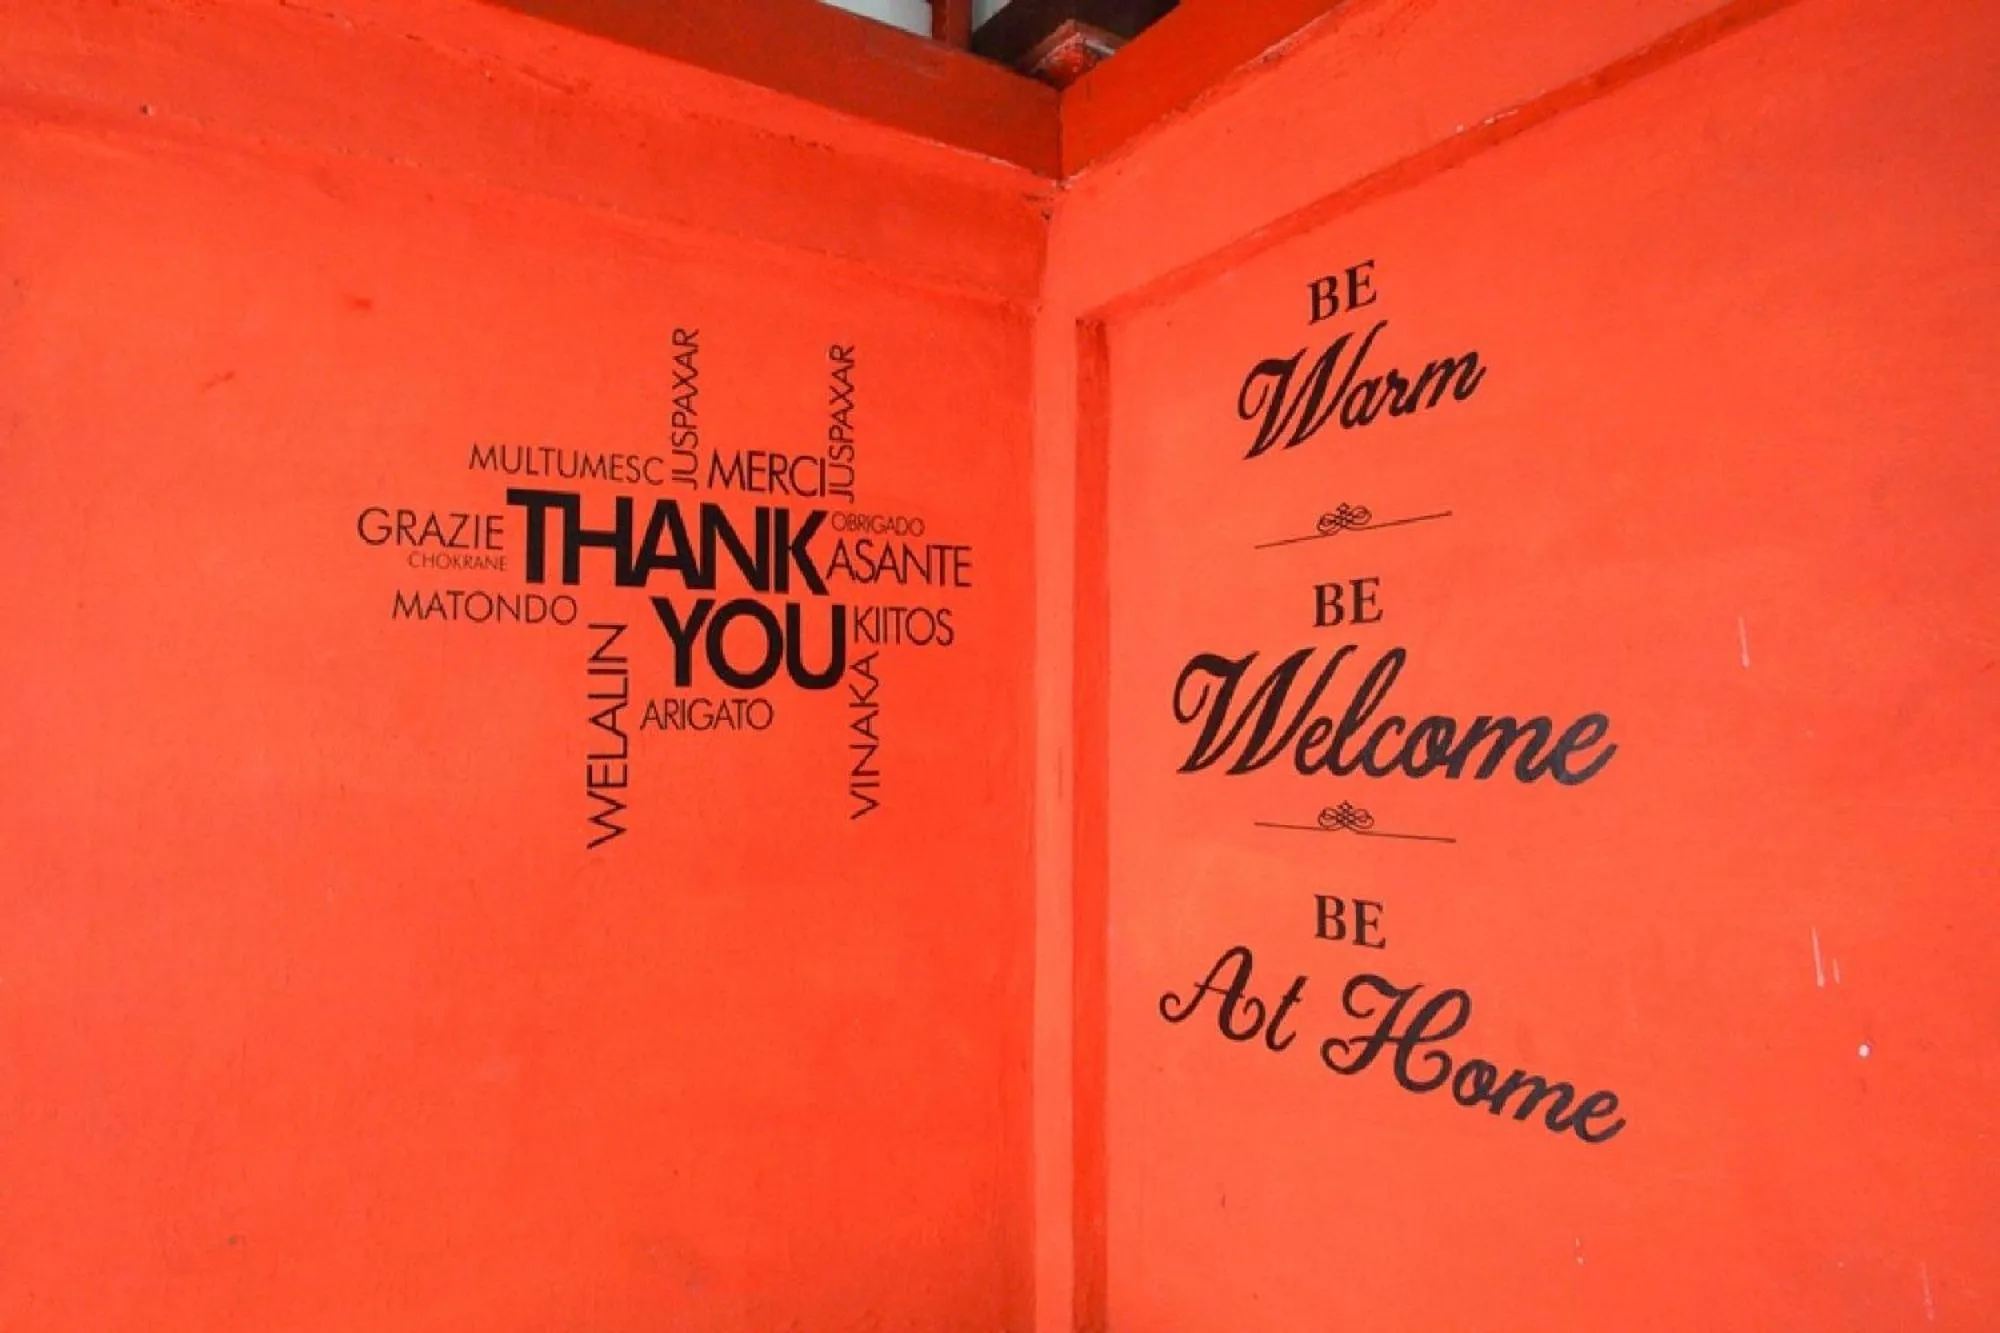 JUSPAXAR
JUSPAXAR
MULTUMESC
MERCI
GRAZIE
THANK
OBRIGADO
CHOKRANE
ASANTE
MATONDO
YOU
KIITOS
WELALIN
ARIGATO
VINAKA
BE
Warm
BE
Welcome
BE
At Home